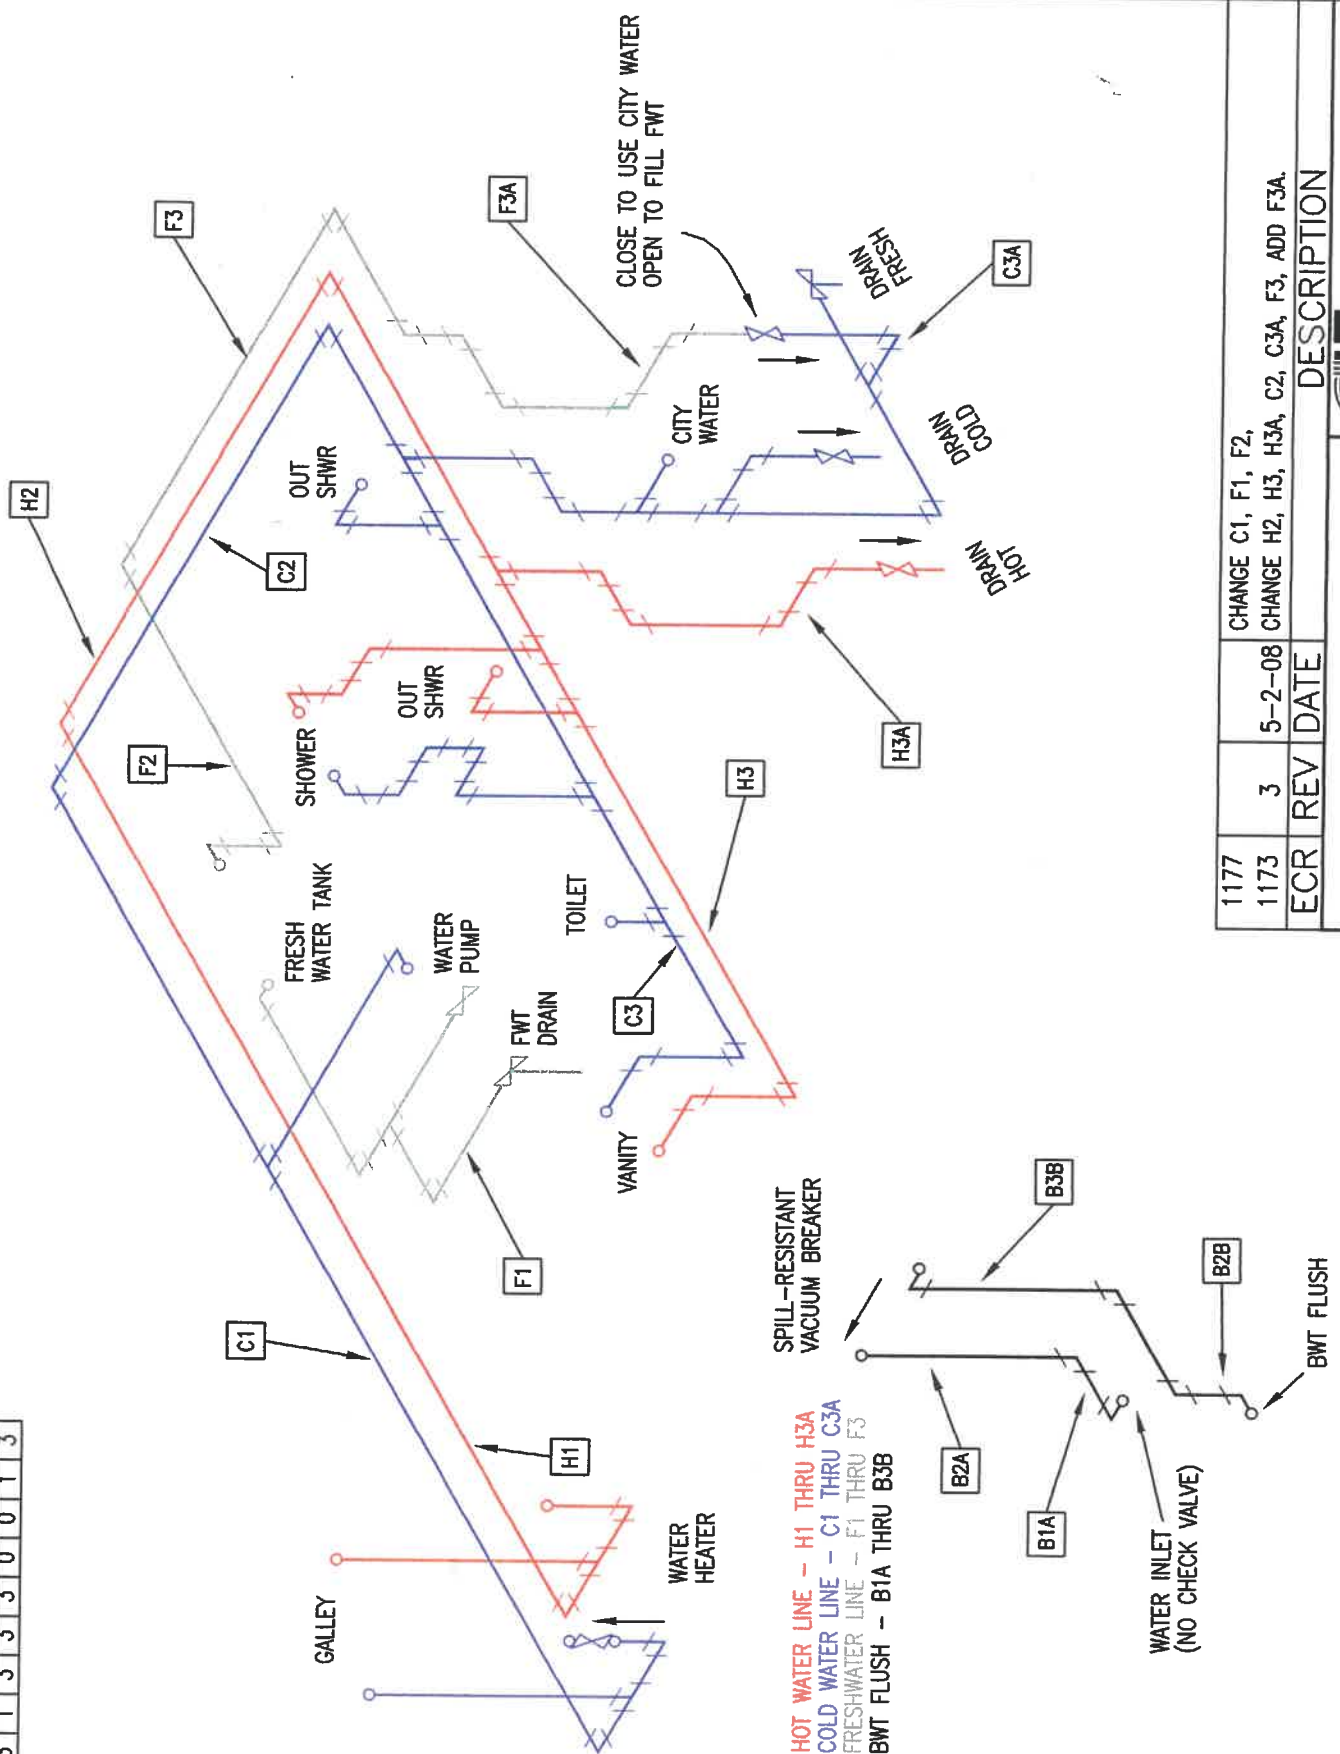 H2
F3
F3A
CLOSE TO USE CITY WATER
OPEN TO FILL FWT
C2
OUT
SHWR
CITY
WATER
DRAIN
FRESH
C3A
DRAIN
COLD
F2
SHOWER
OUT
SHWR
DRAIN
HOT
H3A
FRESH
WATER TANK
WATER
PUMP
TOILET
H3
FWT
DRAIN
C3
F1
VANITY
C1
H1
GALLEY
WATER
HEATER
SPILL-RESISTANT
VACUUM BREAKER
B3B
B2B
B2A
B1A
BWT FLUSH
WATER INLET
(NO CHECK VALVE)
HOT WATER LINE - H1 THRU H3A
COLD WATER LINE - C1 THRU C3A
FRESHWATER LINE - F1 THRU F3
BWT FLUSH - B1A THRU B3B
1177 CHANGE C1, F1, F2,
1173 3 5-2-08 CHANGE H2, H3, H3A, C2, C3A, F3, ADD F3A.
ECR REV DATE DESCRIPTION